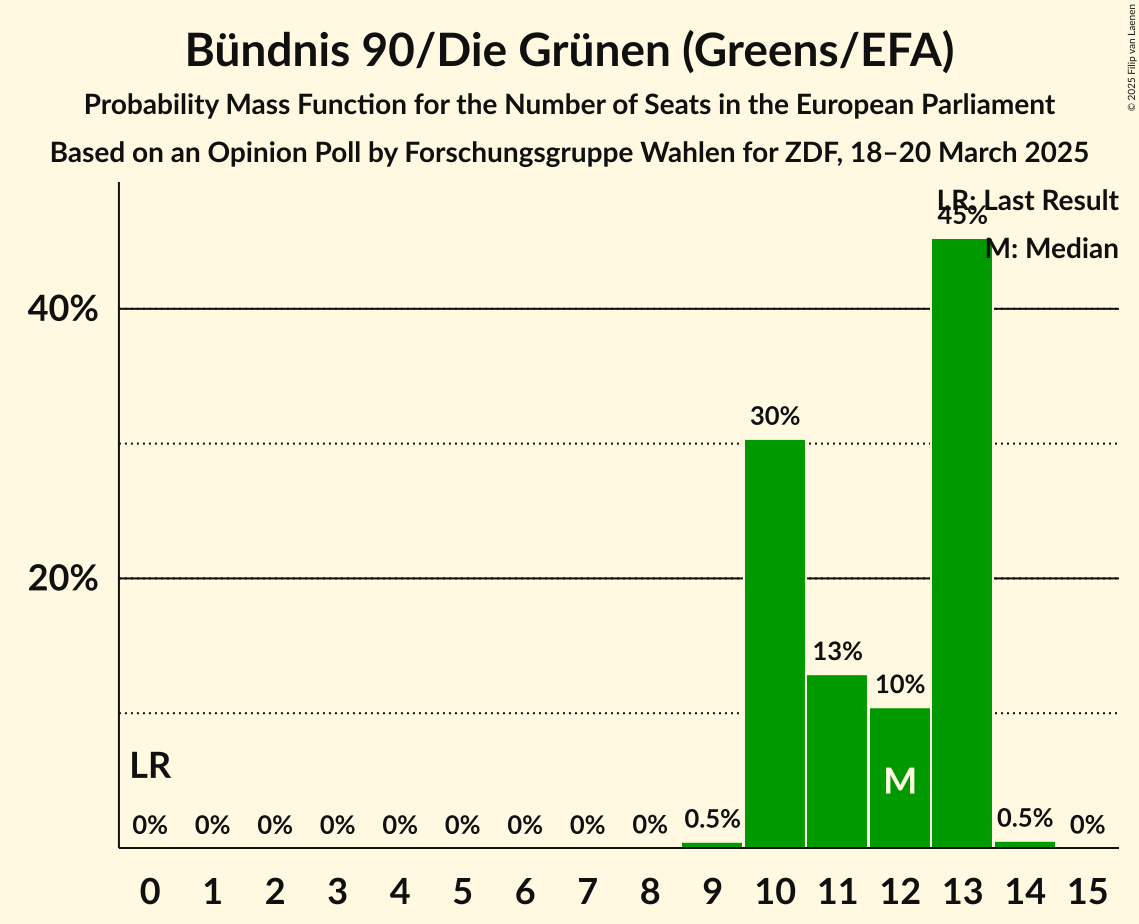 Bündnis 90/Die Grünen (Greens/EFA)
Probability Mass Function for the Number of Seats in the European Parliament
Based on an Opinion Poll by Forschungsgruppe Wahlen for ZDF, 18–20 March 2025
© 2025 Filip van Laenen
LR: Last Result
45%
M: Median
40%
30%
20%
13%
10%
LR
M
0% 0% 0% 0% 0% 0% 0% 0% 0% 0.5% 0.5% 0%
0 1 2 3 4 5 6 7 8 9 10 11 12 13 14 15